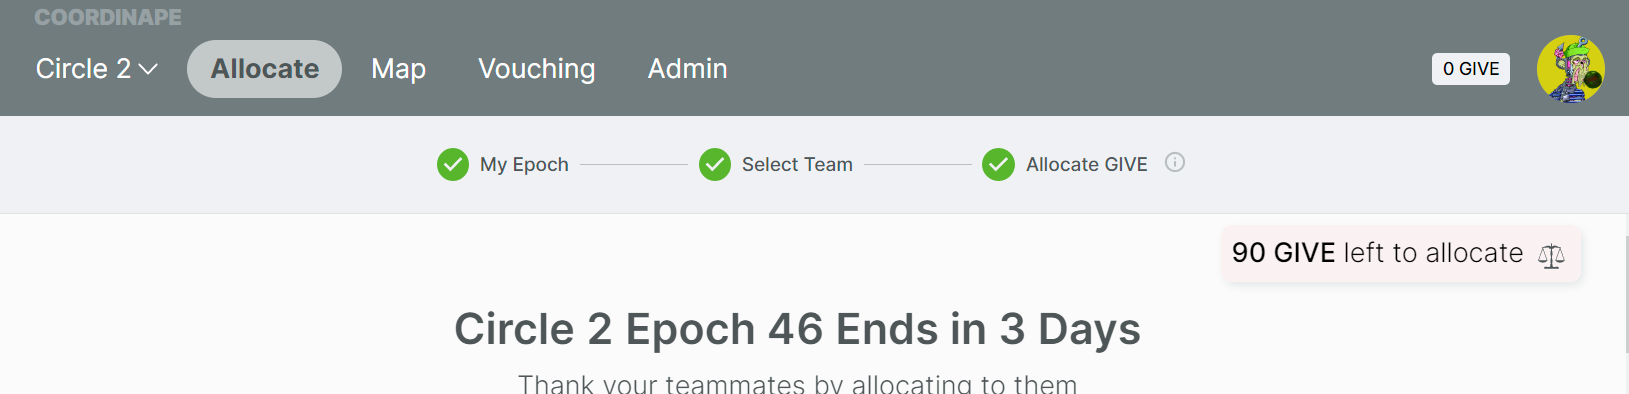 COORDINAPE
Circle 2 Allocate Map Vouching Admin 0 GIVE
My Epoch Select Team Allocate GIVE
90 GIVE left to allocate
Circle 2 Epoch 46 Ends in 3 Days
Thank your teammates by allocating to them